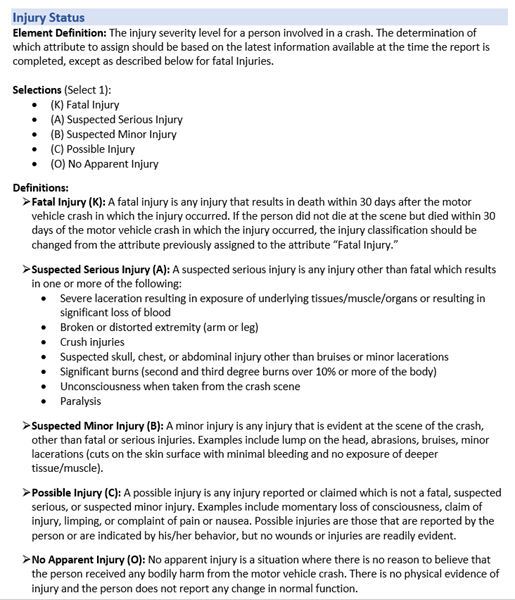 Injury Status
Element Definition: The injury severity level for a person involved in a crash. The determination of
which attribute to assign should be based on the latest information available at the time the report is
completed, except as described below for fatal Injuries.
Selections (Select 1):
• (K) Fatal Injury
• (A) Suspected Serious Injury
• (B) Suspected Minor Injury
• (C) Possible Injury
• (O) No Apparent Injury
Definitions:
➢Fatal Injury (K): A fatal injury is any injury that results in death within 30 days after the motor
vehicle crash in which the injury occurred. If the person did not die at the scene but died within 30
days of the motor vehicle crash in which the injury occurred, the injury classification should be
changed from the attribute previously assigned to the attribute “Fatal Injury.”
➢Suspected Serious Injury (A): A suspected serious injury is any injury other than fatal which results
in one or more of the following:
• Severe laceration resulting in exposure of underlying tissues/muscle/organs or resulting in
significant loss of blood
• Broken or distorted extremity (arm or leg)
• Crush injuries
• Suspected skull, chest, or abdominal injury other than bruises or minor lacerations
• Significant burns (second and third degree burns over 10% or more of the body)
• Unconsciousness when taken from the crash scene
• Paralysis
➢Suspected Minor Injury (B): A minor injury is any injury that is evident at the scene of the crash,
other than fatal or serious injuries. Examples include lump on the head, abrasions, bruises, minor
lacerations (cuts on the skin surface with minimal bleeding and no exposure of deeper
tissue/muscle).
➢Possible Injury (C): A possible injury is any injury reported or claimed which is not a fatal, suspected
serious, or suspected minor injury. Examples include momentary loss of consciousness, claim of
injury, limping, or complaint of pain or nausea. Possible injuries are those that are reported by the
person or are indicated by his/her behavior, but no wounds or injuries are readily evident.
➢No Apparent Injury (O): No apparent injury is a situation where there is no reason to believe that
the person received any bodily harm from the motor vehicle crash. There is no physical evidence of
injury and the person does not report any change in normal function.